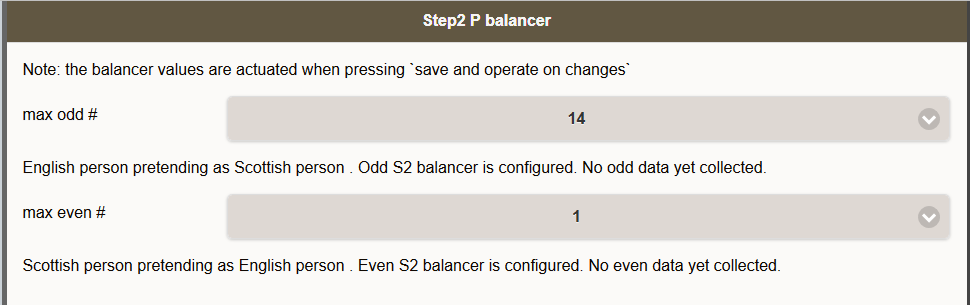 Step2 P balancer
Note: the balancer values are actuated when pressing `save and operate on changes`
max odd #
14
English person pretending as Scottish person . Odd S2 balancer is configured. No odd data yet collected.
max even #
1
Scottish person pretending as English person . Even S2 balancer is configured. No even data yet collected.